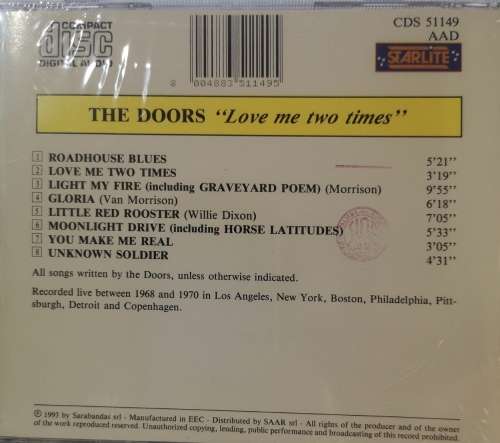 COMPACT
disc
DIGITAL AUDIO
8 004883 511495
CDS 51149
AAD
STARLITE
THE DOORS "Love me two times"
1 ROADHOUSE BLUES 5'21"
2 LOVE ME TWO TIMES 3'19"
3 LIGHT MY FIRE (including GRAVEYARD POEM) (Morrison) 9'55"
4 GLORIA (Van Morrison) 6'18"
5 LITTLE RED ROOSTER (Willie Dixon) 7'05"
6 MOONLIGHT DRIVE (including HORSE LATITUDES) 5'33"
7 YOU MAKE ME REAL 3'05"
8 UNKNOWN SOLDIER 4'31"
All songs written by the Doors, unless otherwise indicated.
Recorded live between 1968 and 1970 in Los Angeles, New York, Boston, Philadelphia, Pitt-
sburgh, Detroit and Copenhagen.
℗ 1993 by Sarabandas srl - Manufactured in EEC - Distributed by SAAR srl - All rights of the producer and of the owner
of the work reproduced reserved. Unauthorized copying, lending, public performance and broadcasting of this record prohibited.